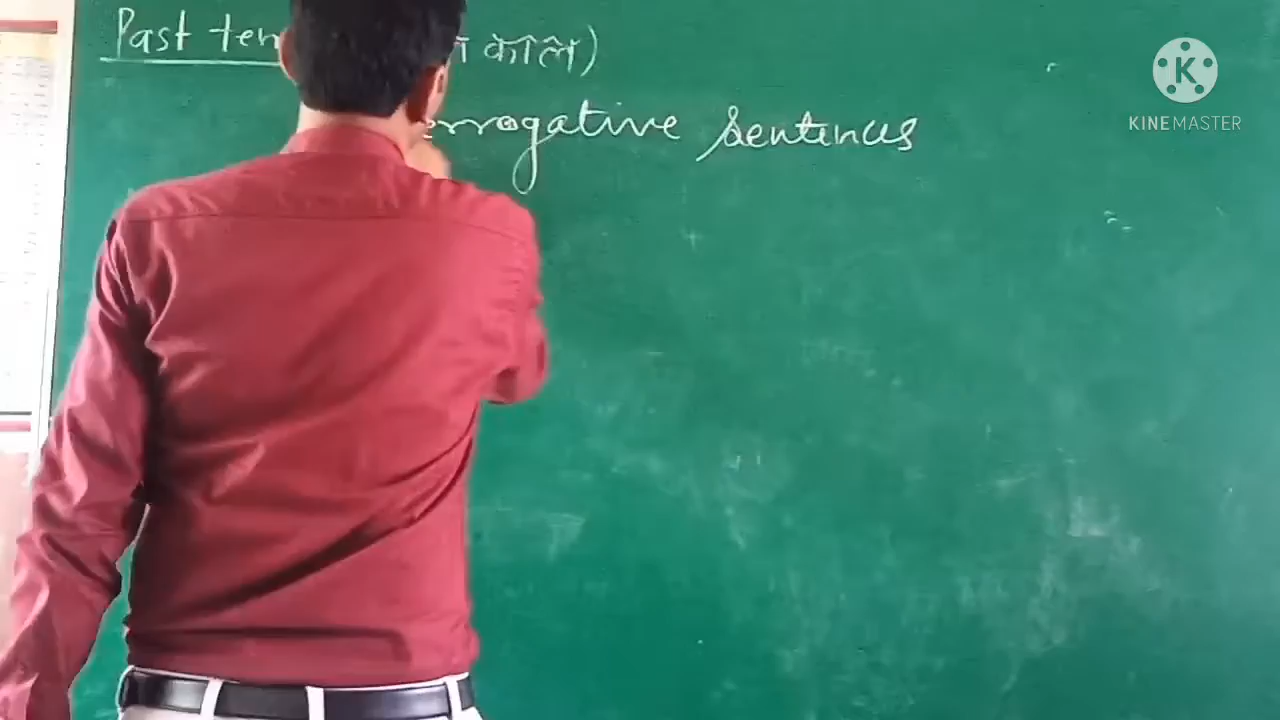 Past ten
काल)
errogative sentences
K
KINEMASTER